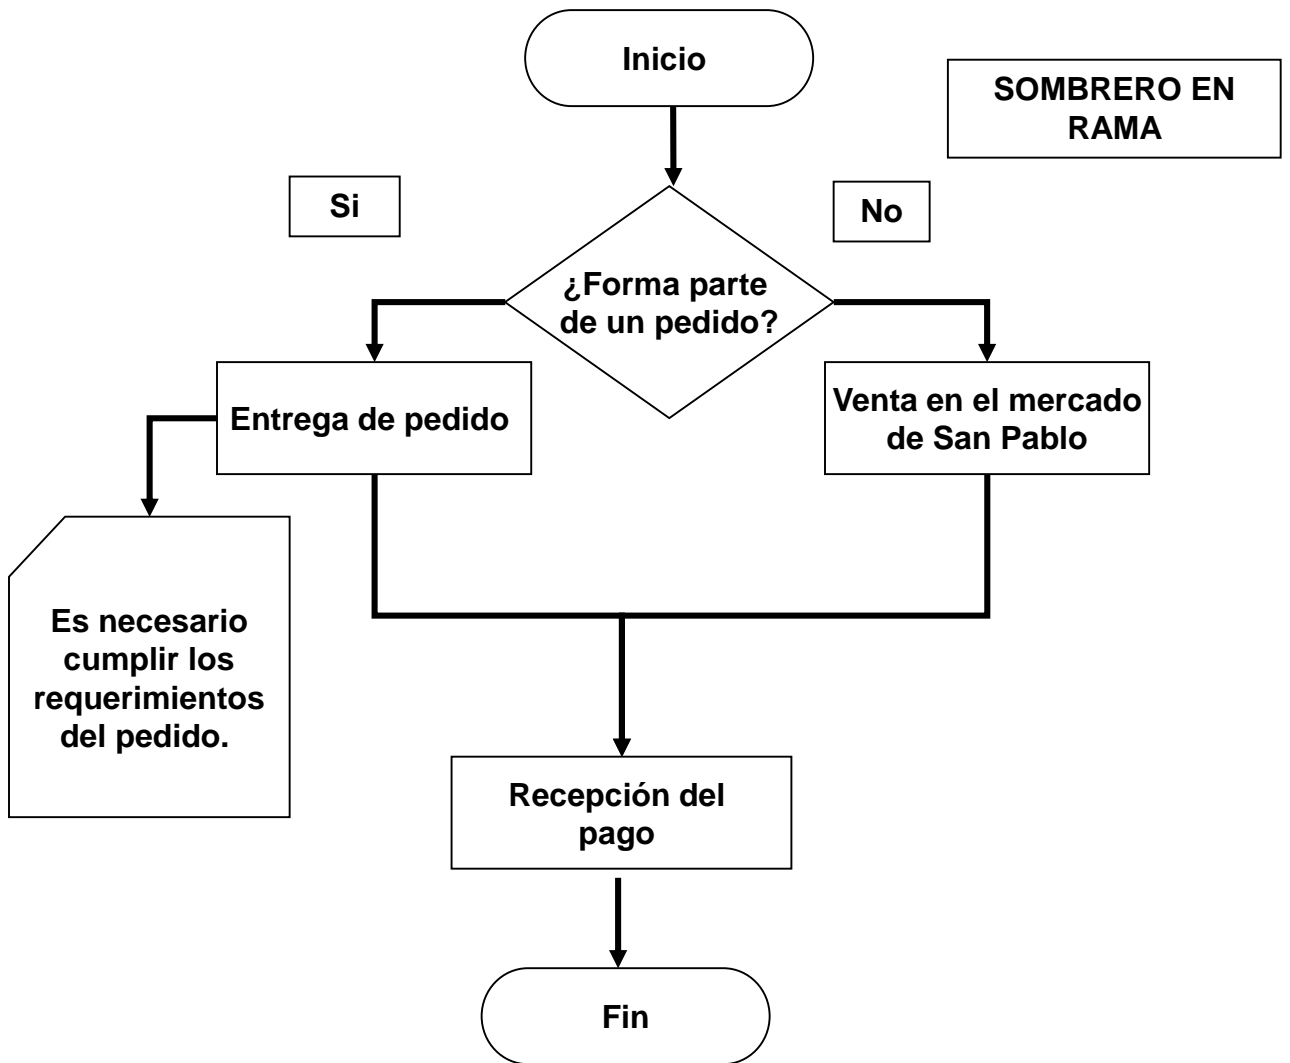 Inicio
SOMBRERO EN
RAMA
Si
No
¿Forma parte
de un pedido?
Entrega de pedido
Venta en el mercado
de San Pablo
Es necesario
cumplir los
requerimientos
del pedido.
Recepción del
pago
Fin